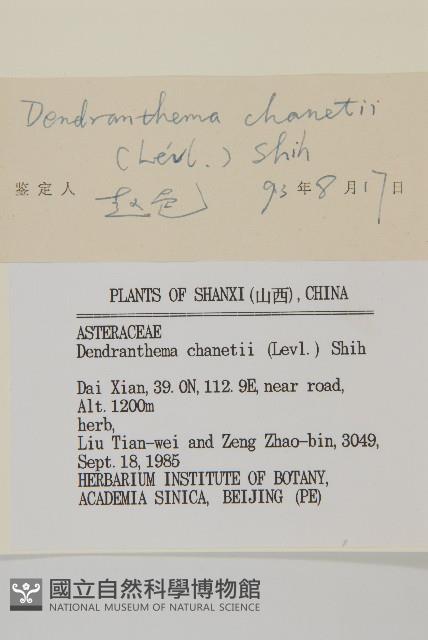 Dendranthema chanetii
(Lévl.) Shih
鉴定人 93年8月17日
PLANTS OF SHANXI(山西), CHINA
ASTERACEAE
Dendranthema chanetii (Levl.) Shih
Dai Xian, 39.0N, 112.9E, near road,
Alt. 1200m
herb,
Liu Tian-wei and Zeng Zhao-bin, 3049,
Sept. 18, 1985
HERBARIUM INSTITUTE OF BOTANY,
ACADEMIA SINICA, BEIJING (PE)
國立自然科學博物館
NATIONAL MUSEUM OF NATURAL SCIENCE